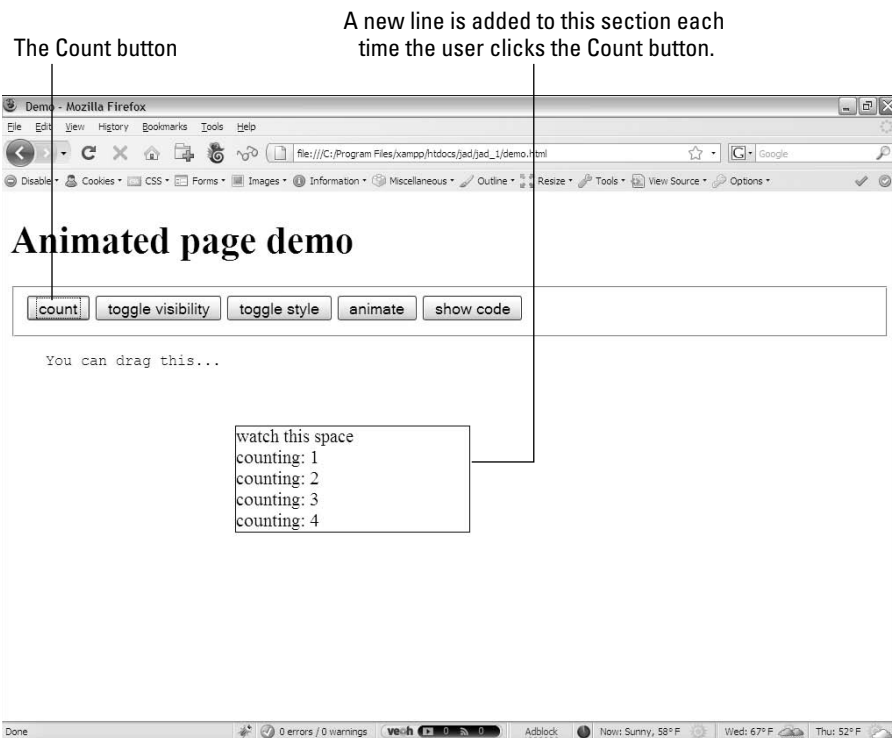 A new line is added to this section each
time the user clicks the Count button.
The Count button
Demo - Mozilla Firefox
File Edit View History Bookmarks Tools Help
file:///C:/Program Files/xampp/htdocs/jad/jad_1/demo.html G Google
Disable Cookies CSS Forms Images Information Miscellaneous Outline Resize Tools View Source Options
Animated page demo
count toggle visibility toggle style animate show code
You can drag this...
watch this space
counting: 1
counting: 2
counting: 3
counting: 4
Done 0 errors / 0 warnings veoh 0 0 Adblock Now: Sunny, 58° F Wed: 67° F Thu: 52° F